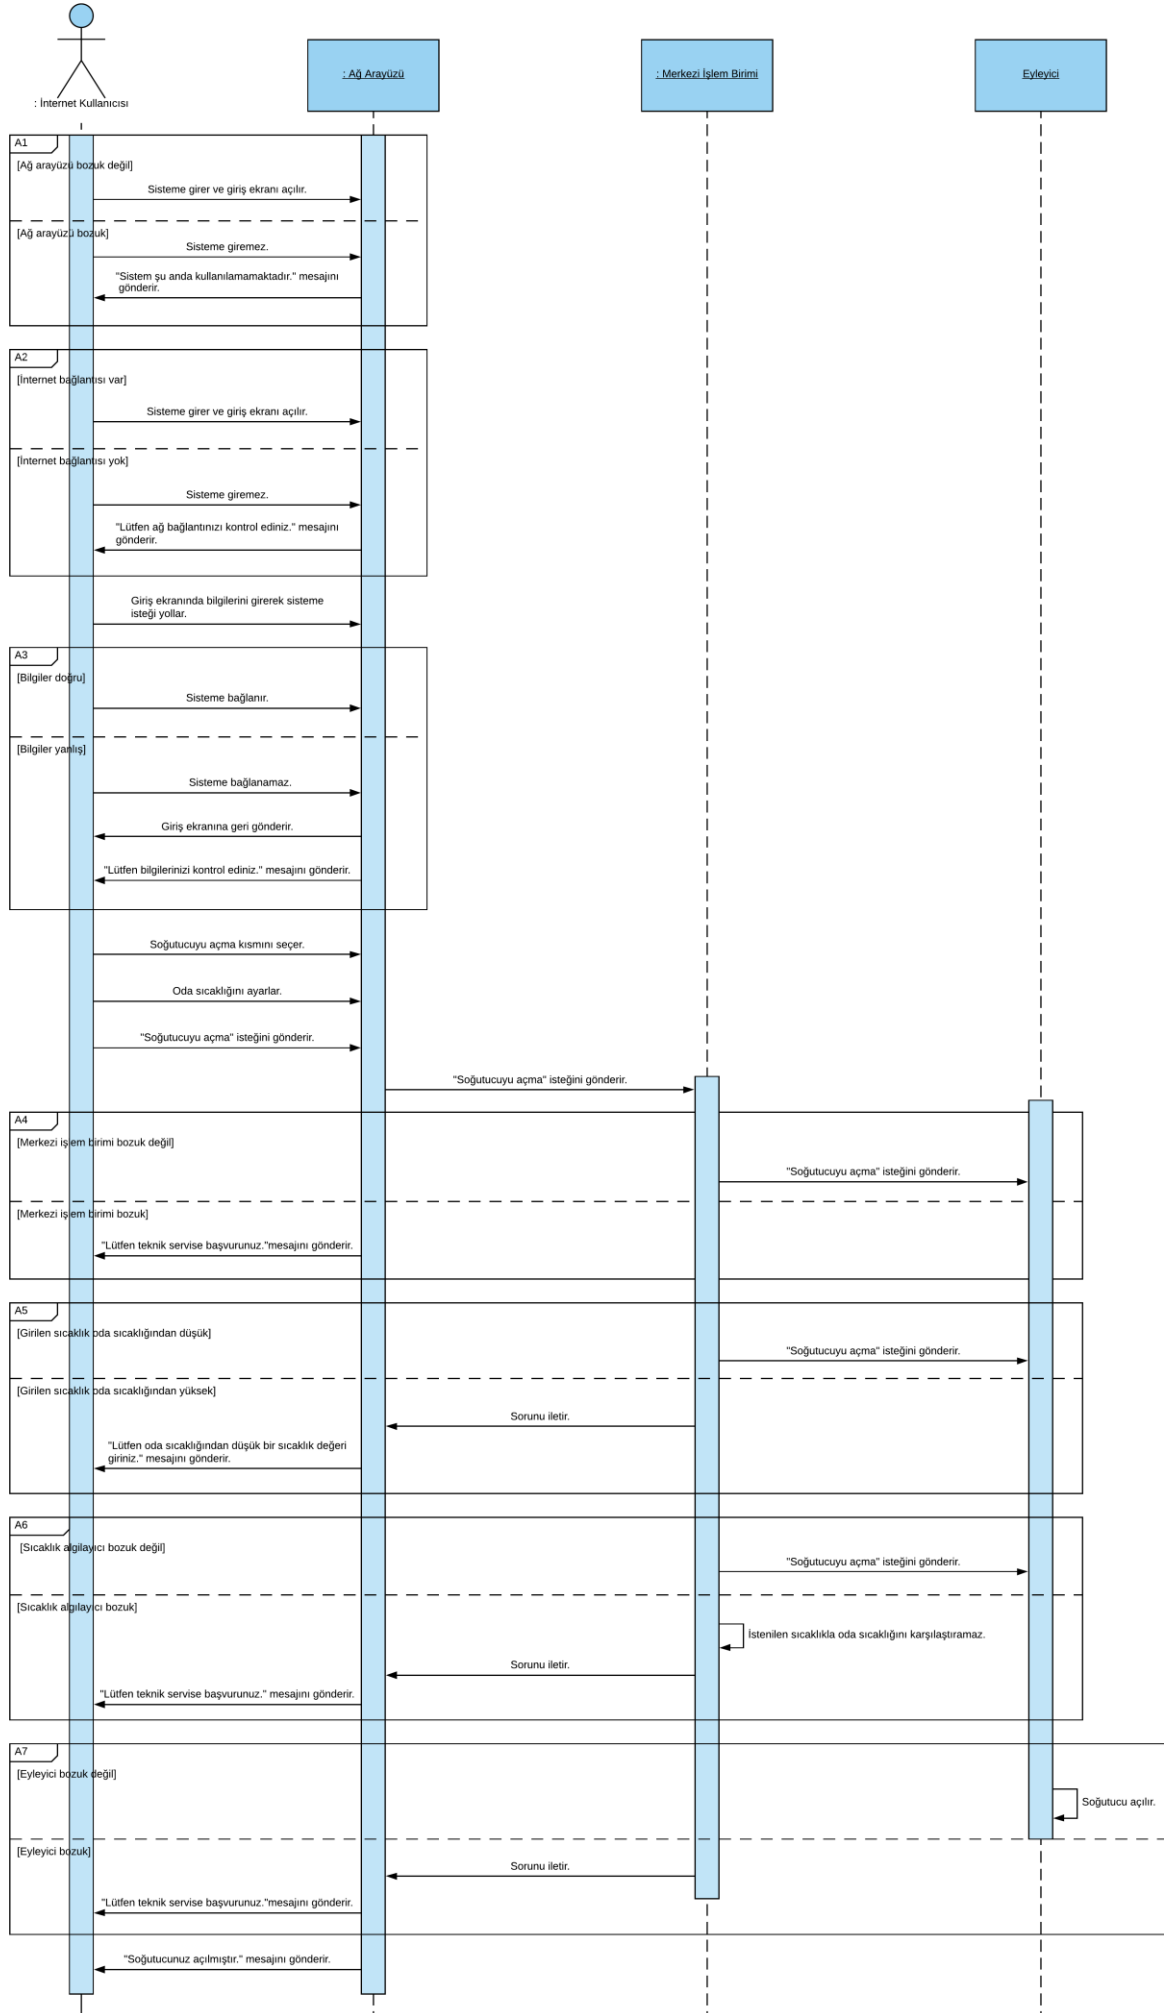 : İnternet Kullanıcısı
: Ağ Arayüzü
: Merkezi İşlem Birimi
Eyleyici
A1
[Ağ arayüzü bozuk değil]
Sisteme girer ve giriş ekranı açılır.
[Ağ arayüzü bozuk]
Sisteme giremez.
"Sistem şu anda kullanılamamaktadır." mesajını
gönderir.
A2
[İnternet bağlantısı var]
Sisteme girer ve giriş ekranı açılır.
[İnternet bağlantısı yok]
Sisteme giremez.
"Lütfen ağ bağlantınızı kontrol ediniz." mesajını
gönderir.
Giriş ekranında bilgilerini girerek sisteme
isteği yollar.
A3
[Bilgiler doğru]
Sisteme bağlanır.
[Bilgiler yanlış]
Sisteme bağlanamaz.
Giriş ekranına geri gönderir.
"Lütfen bilgilerinizi kontrol ediniz." mesajını gönderir.
Soğutucuyu açma kısmını seçer.
Oda sıcaklığını ayarlar.
"Soğutucuyu açma" isteğini gönderir.
"Soğutucuyu açma" isteğini gönderir.
A4
[Merkezi işlem birimi bozuk değil]
"Soğutucuyu açma" isteğini gönderir.
[Merkezi işlem birimi bozuk]
"Lütfen teknik servise başvurunuz."mesajını gönderir.
A5
[Girilen sıcaklık oda sıcaklığından düşük]
"Soğutucuyu açma" isteğini gönderir.
[Girilen sıcaklık oda sıcaklığından yüksek]
Sorunu iletir.
"Lütfen oda sıcaklığından düşük bir sıcaklık değeri
giriniz." mesajını gönderir.
A6
[Sıcaklık algilayici bozuk değil]
"Soğutucuyu açma" isteğini gönderir.
[Sıcaklık algılayıcı bozuk]
İstenilen sıcaklıkla oda sıcaklığını karşılaştıramaz.
Sorunu iletir.
"Lütfen teknik servise başvurunuz." mesajını gönderir.
A7
[Eyleyici bozuk değil]
Soğutucu açılır.
[Eyleyici bozuk]
Sorunu iletir.
"Lütfen teknik servise başvurunuz."mesajını gönderir.
"Soğutucunuz açılmıştır." mesajını gönderir.